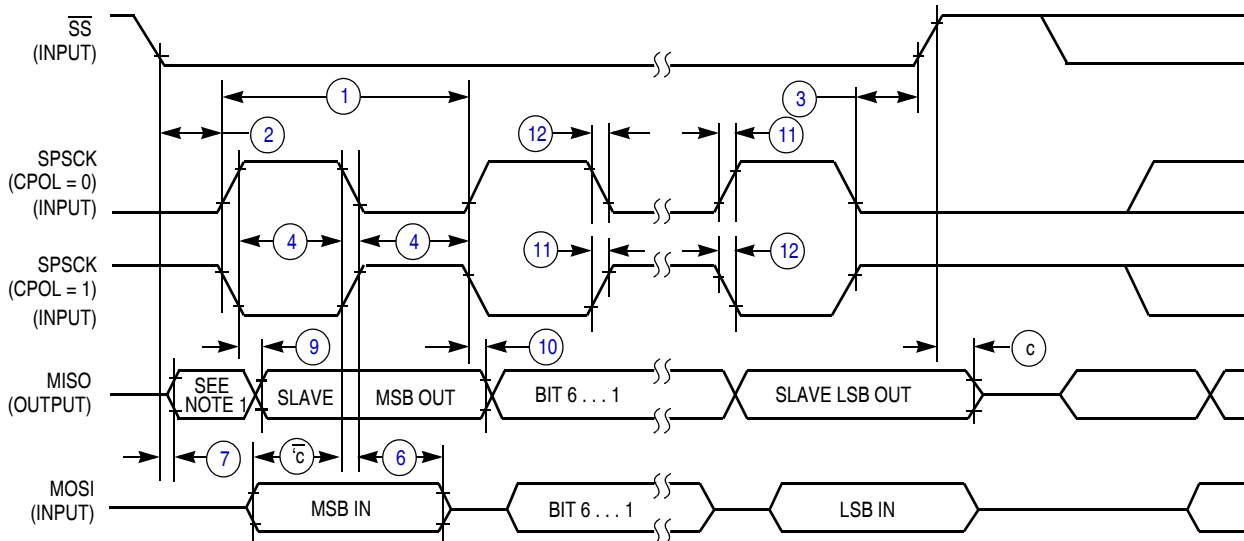 SS
(INPUT)
1
3
2
12
11
SPSCK
(CPOL = 0)
(INPUT)
4
4
11
12
SPSCK
(CPOL = 1)
(INPUT)
9
10
c
MISO
(OUTPUT)
SEE
NOTE 1
SLAVE
MSB OUT
BIT 6 . . . 1
SLAVE LSB OUT
7
6
MOSI
(INPUT)
MSB IN
BIT 6 . . . 1
LSB IN